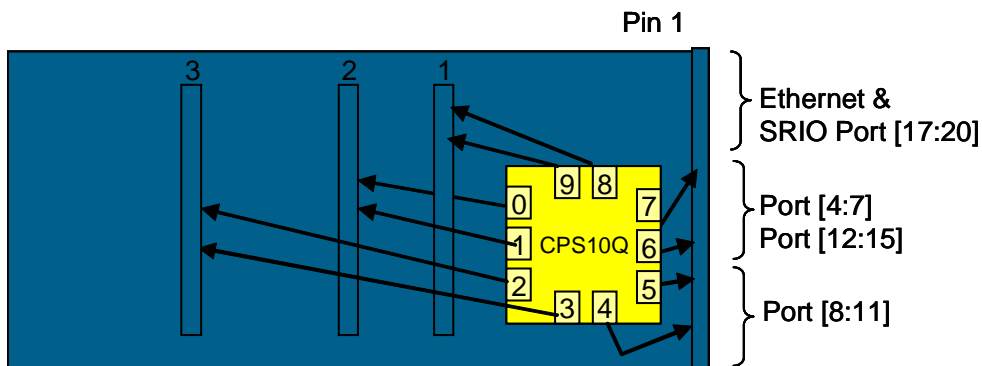 Pin 1
3 2 1
Ethernet &
SRIO Port [17:20]
9 8
0 7
Port [4:7]
1 CPS10Q 6
Port [12:15]
2 5
3 4
Port [8:11]